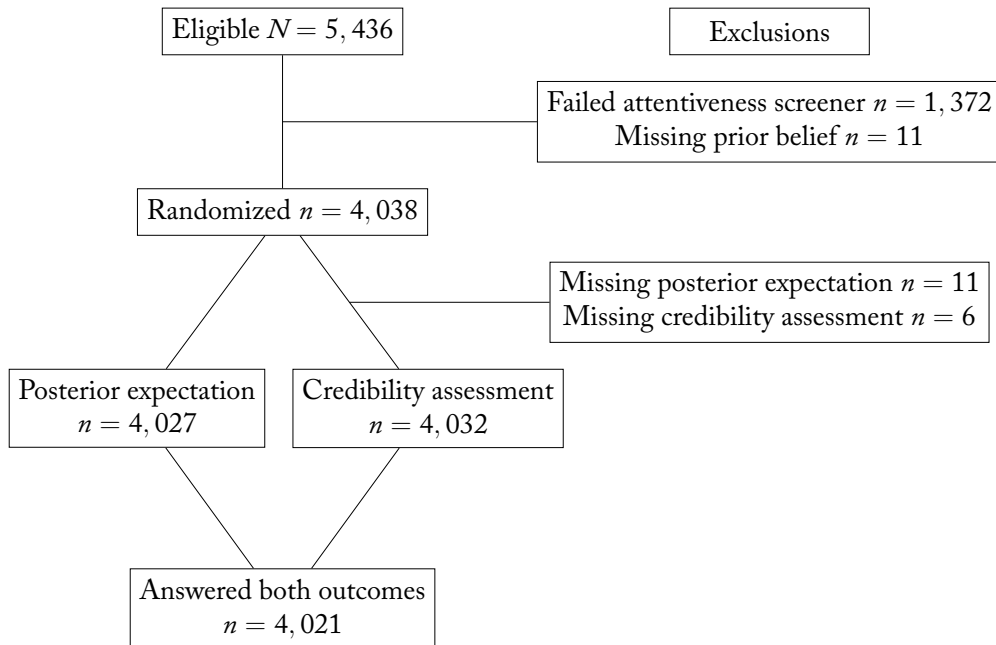 Eligible N = 5, 436
Exclusions
Failed attentiveness screener n = 1, 372
Missing prior belief n = 11
Randomized n = 4, 038
Missing posterior expectation n = 11
Missing credibility assessment n = 6
Posterior expectation
n = 4, 027
Credibility assessment
n = 4, 032
Answered both outcomes
n = 4, 021